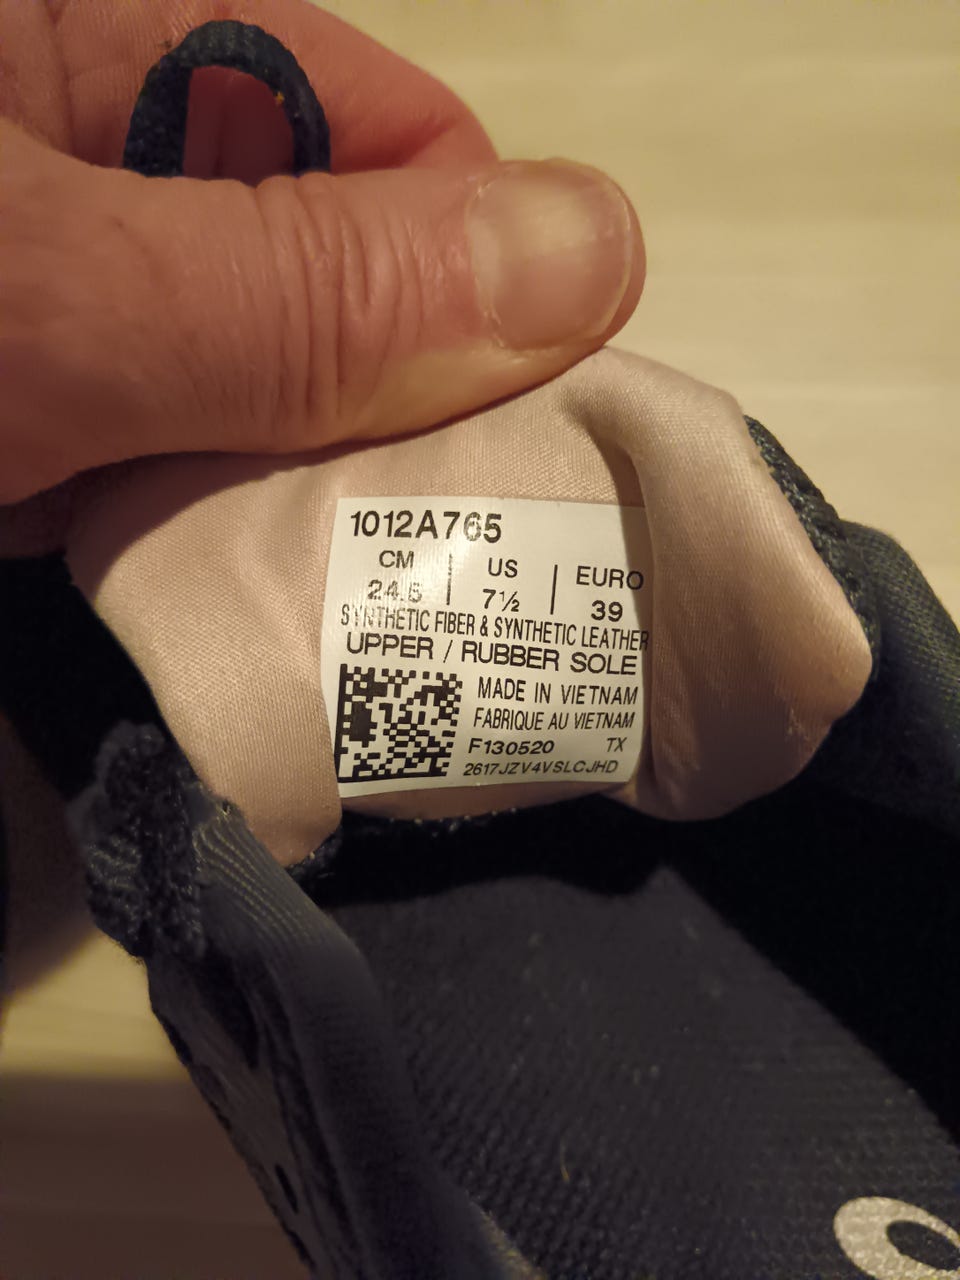 1012A765
CM | US | EURO
24.5 | 7½ | 39
SYNTHETIC FIBER & SYNTHETIC LEATHER
UPPER / RUBBER SOLE
MADE IN VIETNAM
FABRIQUE AU VIETNAM
F130520 TX
2617JZV4VSLCJHD